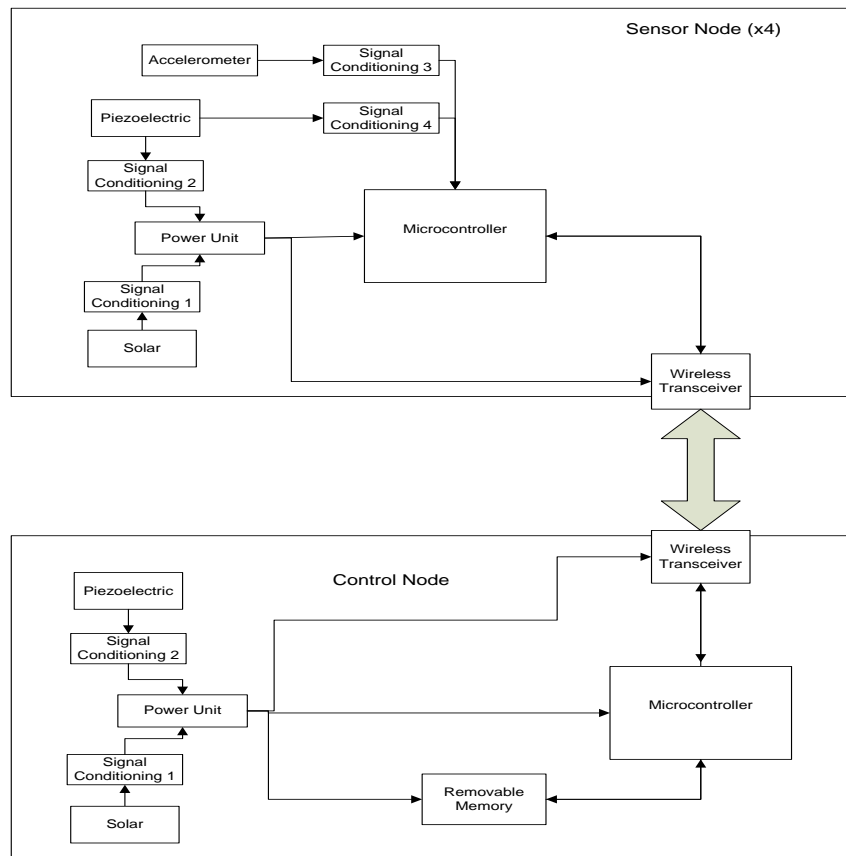 Sensor Node (x4)
Accelerometer
Signal
Conditioning 3
Piezoelectric
Signal
Conditioning 4
Signal
Conditioning 2
Microcontroller
Power Unit
Signal
Conditioning 1
Solar
Wireless
Transceiver
Wireless
Transceiver
Control Node
Piezoelectric
Signal
Conditioning 2
Power Unit
Microcontroller
Signal
Conditioning 1
Removable
Memory
Solar